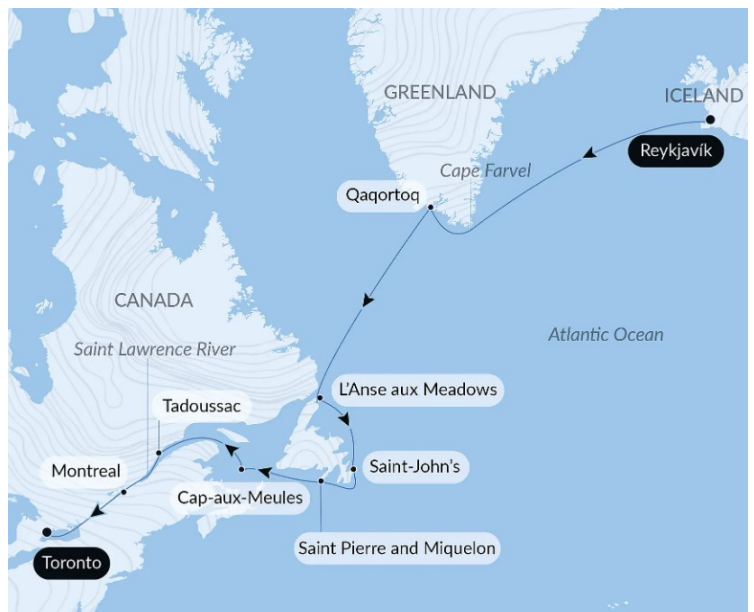 GREENLAND
ICELAND
Reykjavík
Cape Farvel
Qaqortoq
CANADA
Atlantic Ocean
Saint Lawrence River
L'Anse aux Meadows
Tadoussac
Saint-John's
Montreal
Cap-aux-Meules
Saint Pierre and Miquelon
Toronto